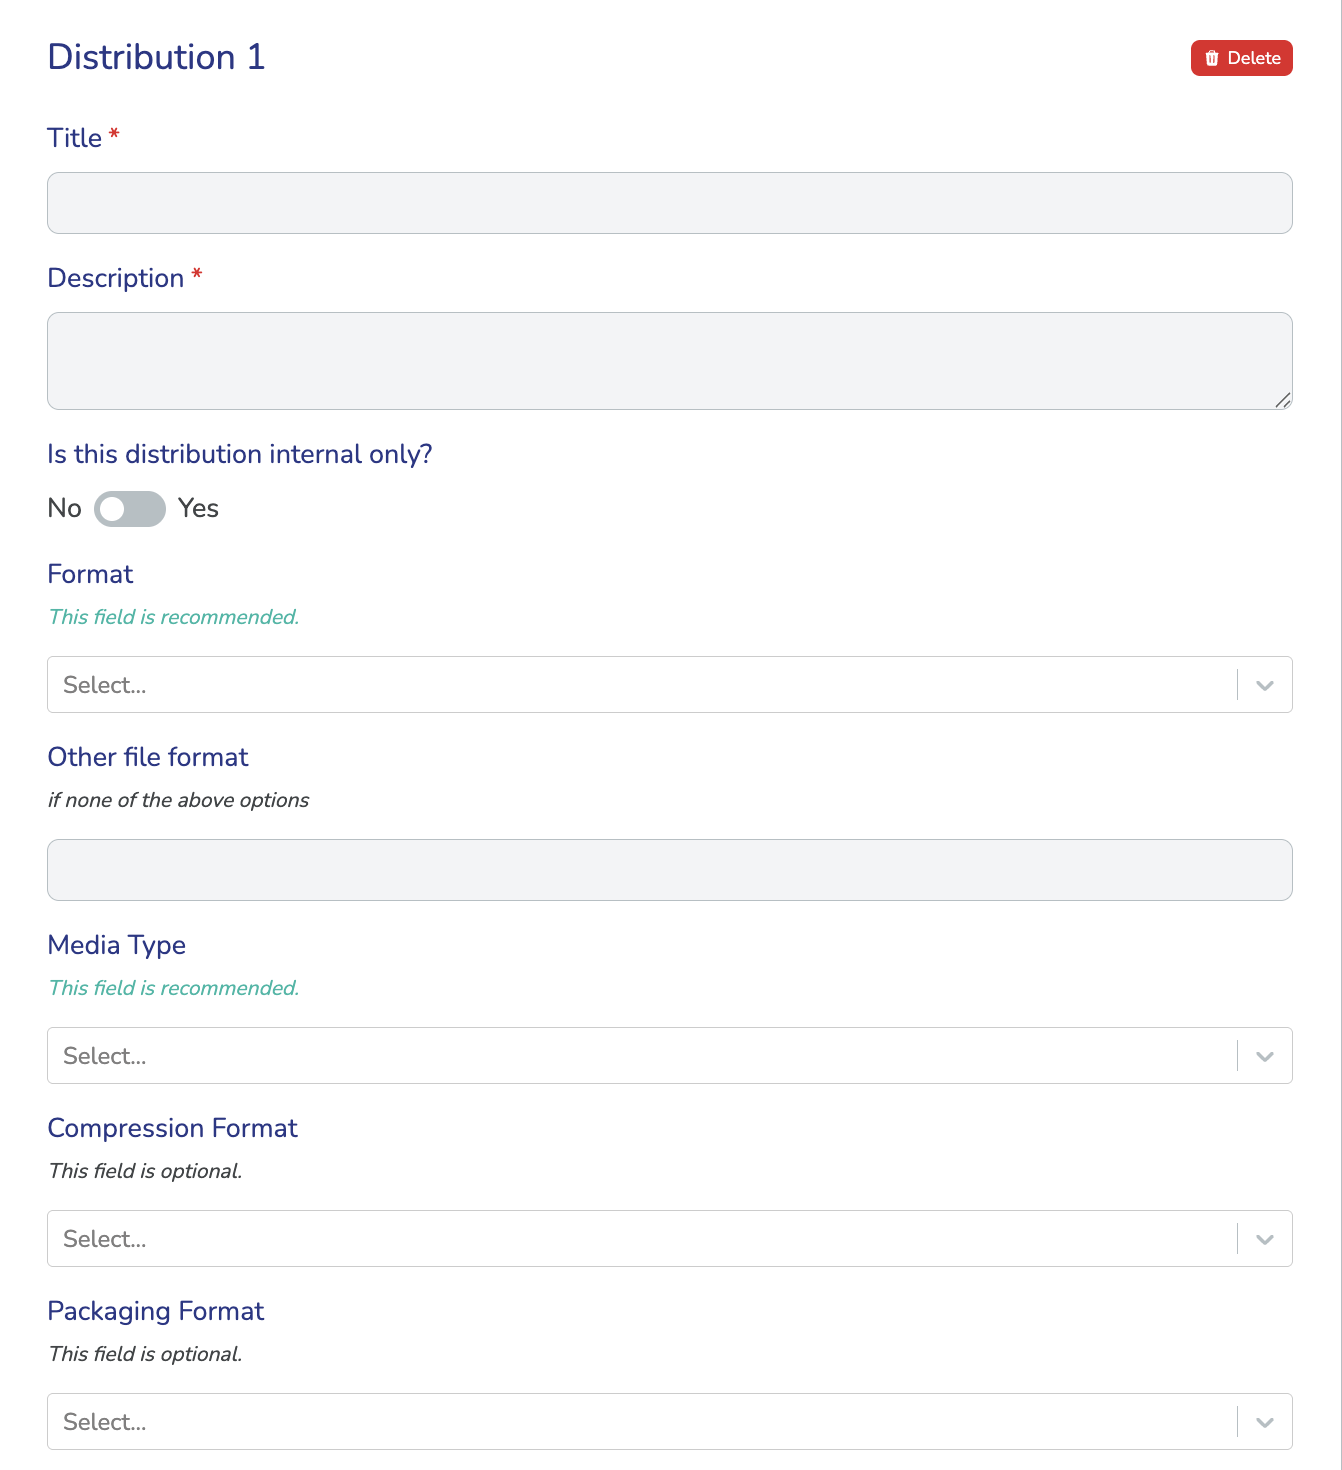 Distribution 1
Delete
Title *
Description *
Is this distribution internal only?
No Yes
Format
This field is recommended.
Select...
Other file format
if none of the above options
Media Type
This field is recommended.
Select...
Compression Format
This field is optional.
Select...
Packaging Format
This field is optional.
Select...